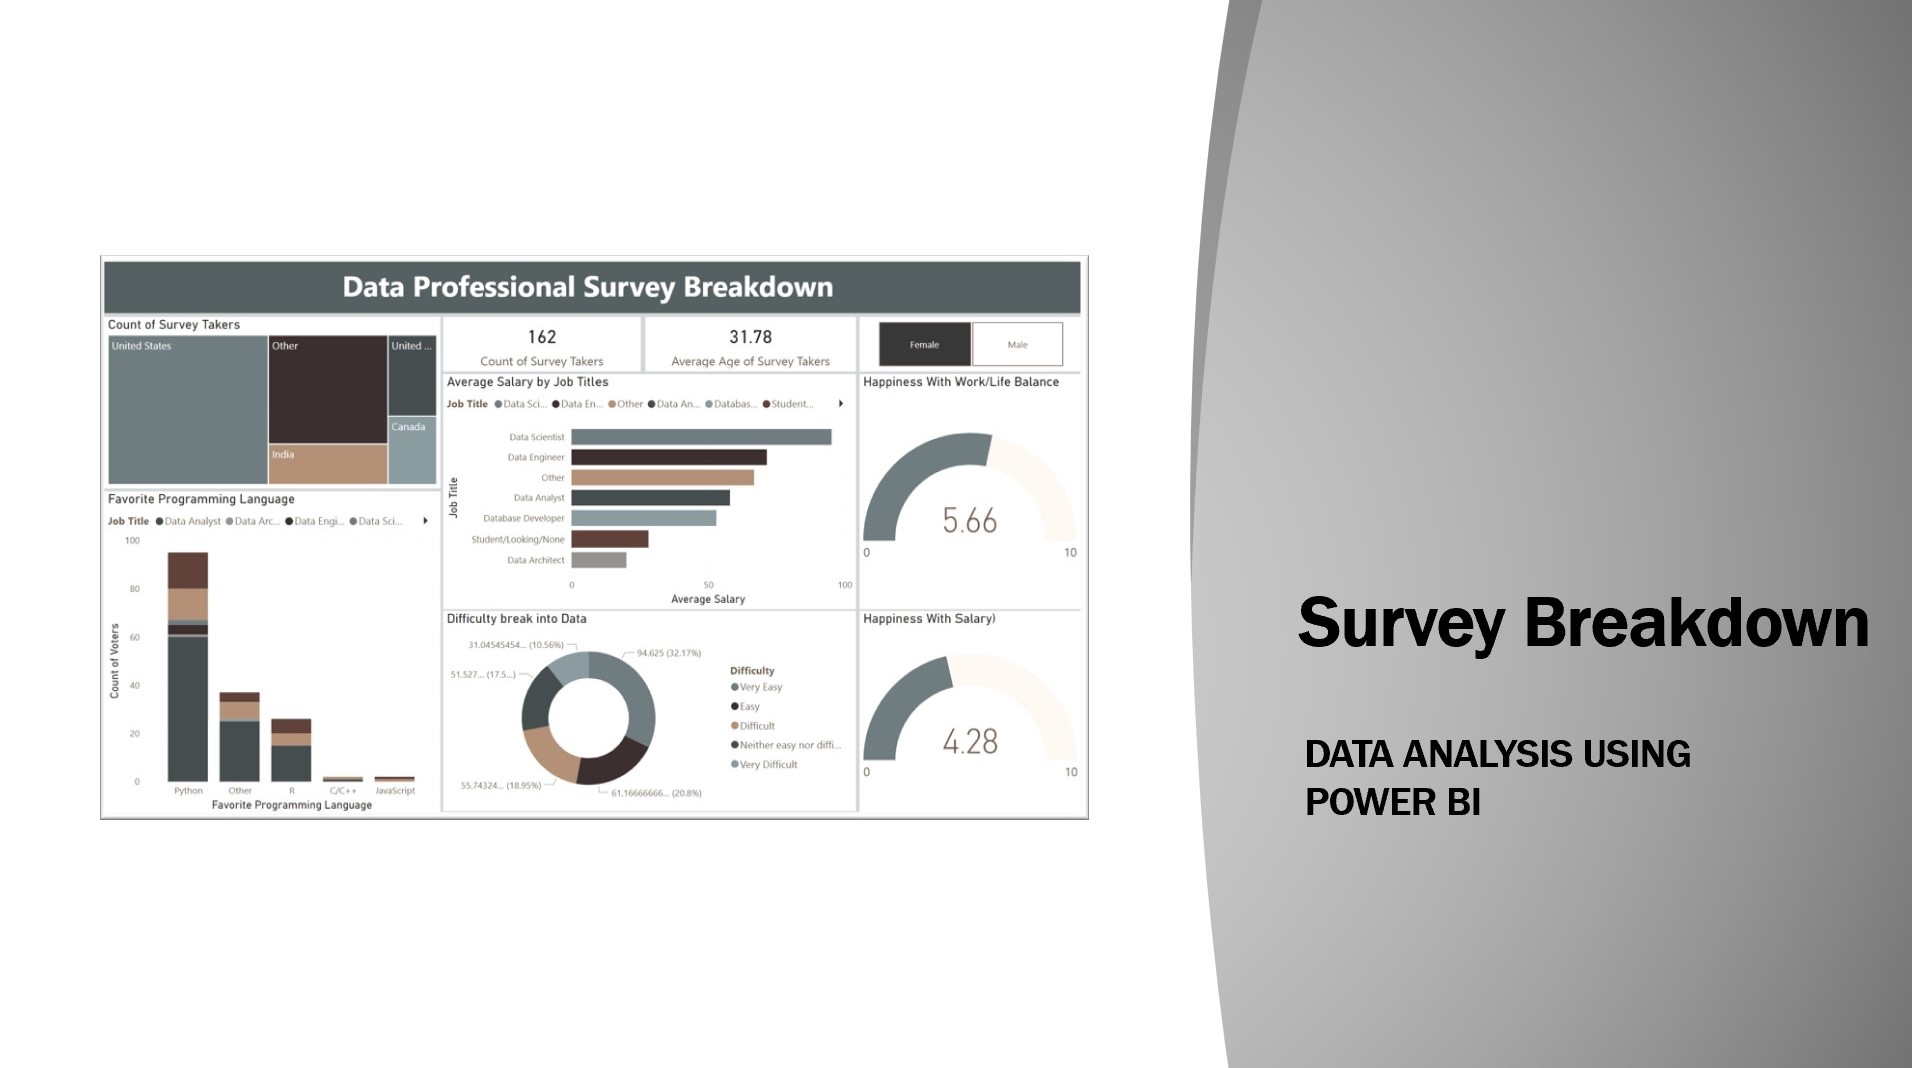 Data Professional Survey Breakdown
Count of Survey Takers
United States
Other
United ...
India
Canada
162
Count of Survey Takers
31.78
Average Age of Survey Takers
Female
Male
Favorite Programming Language
Job Title Data Analyst Data Arc... Data Engi... Data Sci...
Count of Voters
100
80
60
40
20
0
Python Other R C/C++ JavaScript
Favorite Programming Language
Average Salary by Job Titles
Job Title Data Sci... Data En... Other Data An... Databas... Student...
Job Title
Data Scientist
Data Engineer
Other
Data Analyst
Database Developer
Student/Looking/None
Data Architect
0 50 100
Average Salary
Difficulty break into Data
31.04545454... (10.56%)
94.625 (32.17%)
51.527... (17.5...)
55.74324... (18.95%)
61.16666666... (20.8%)
Difficulty
Very Easy
Easy
Difficult
Neither easy nor diffi...
Very Difficult
Happiness With Work/Life Balance
5.66
0 10
Happiness With Salary)
4.28
0 10
Survey Breakdown
DATA ANALYSIS USING
POWER BI